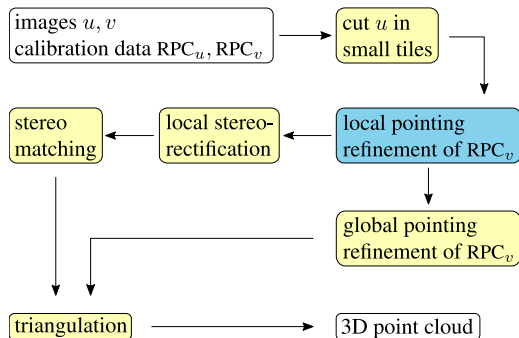 images u, v
calibration data RPC_u, RPC_v
cut u in
small tiles
stereo
matching
local stereo-
rectification
local pointing
refinement of RPC_v
global pointing
refinement of RPC_v
triangulation
3D point cloud